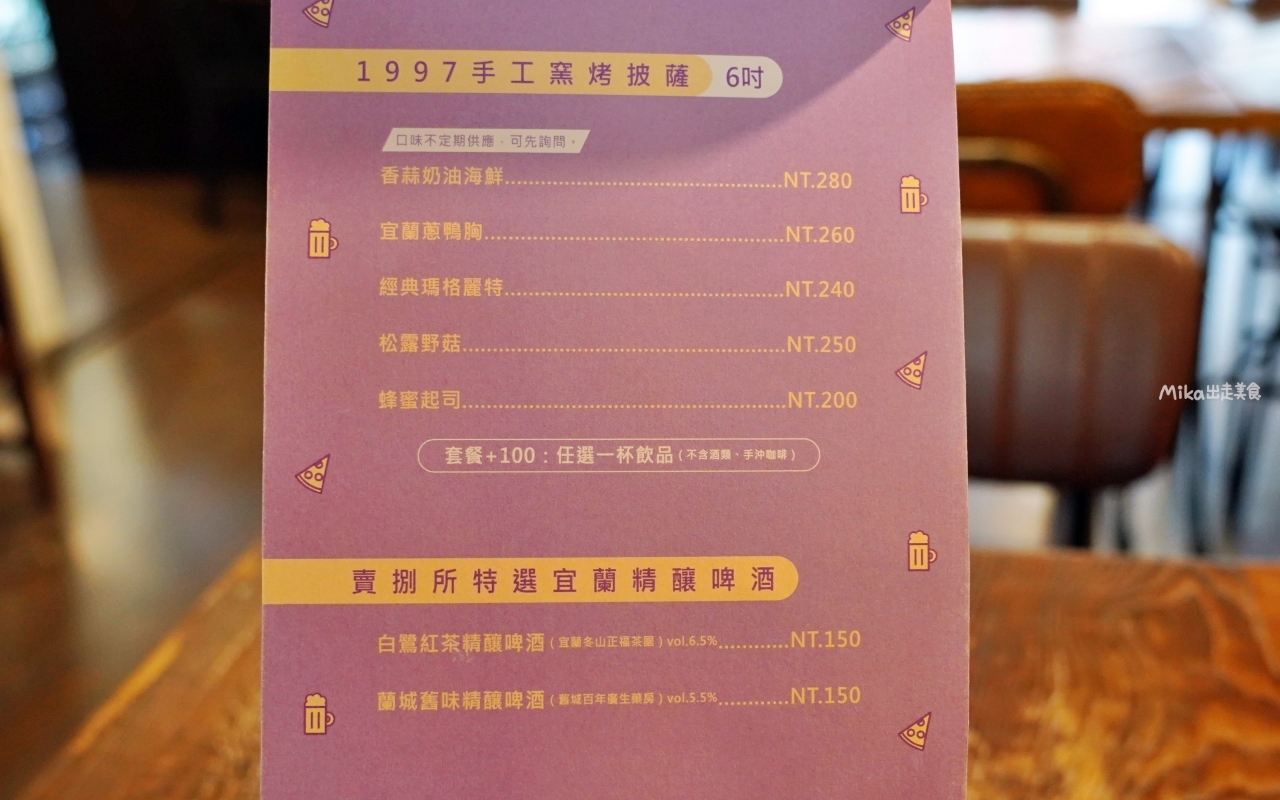 1997手工窯烤披薩 6吋
口味不定期供應，可先詢問。
香蒜奶油海鮮........................................NT.280
宜蘭蔥鴨胸........................................NT.260
經典瑪格麗特........................................NT.240
松露野菇........................................NT.250
蜂蜜起司........................................NT.200
套餐+100：任選一杯飲品（不含酒類、手沖咖啡）
賣捌所特選宜蘭精釀啤酒
白鷺紅茶精釀啤酒（宜蘭冬山正福茶園）vol.6.5%............NT.150
蘭城舊味精釀啤酒（舊城百年廣生藥房）vol.5.5%............NT.150
Mika出走美食